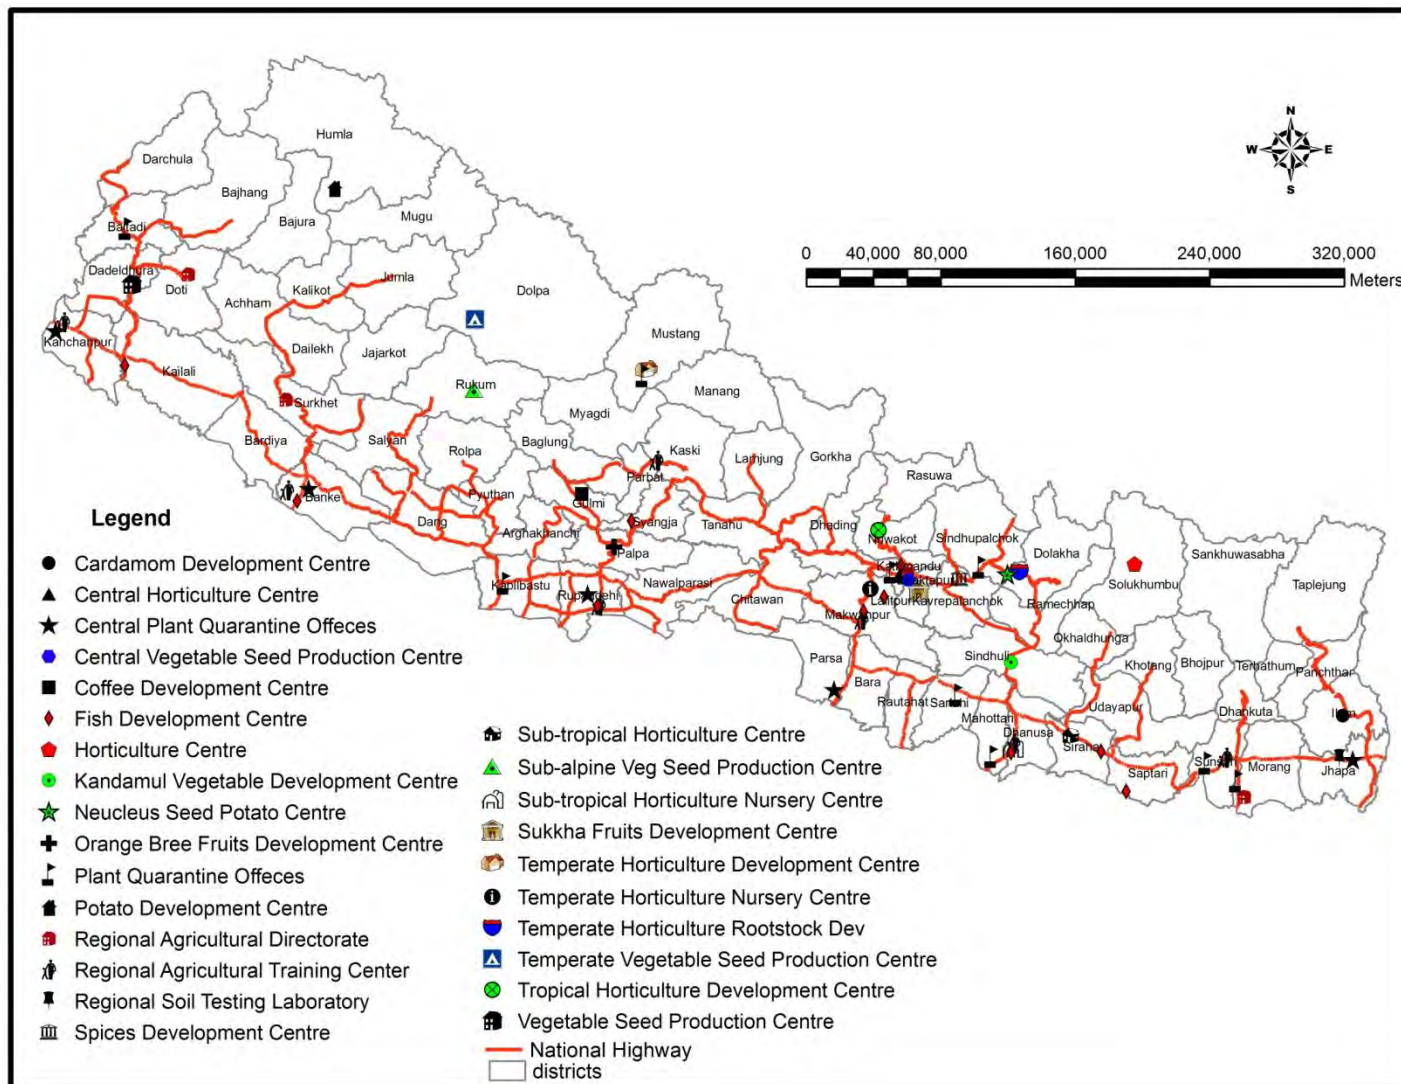 N
W E
S
0 40,000 80,000 160,000 240,000 320,000
Meters
Humla
Darchula
Bajhang
Mugu
Bajura
Baitadi
Dadeldhura
Doti
Jumla
Kalikot
Dolpa
Achham
Mustang
Kanchanpur
Dailekh
Jajarkot
Kailali
Rukum
Manang
Surkhet
Myagdi
Bardiya
Salyan
Baglung
Rolpa
Kaski
Lamjung
Gorkha
Parbat
Rasuwa
Banke
Pyuthan
Gulmi
Dang
Syangja
Tanahu
Dhading
Arghakhanchi
Nuwakot
Sindhupalchok
Dolakha
Sankhuwasabha
Palpa
Kathmandu
Solukhumbu
Taplejung
Kapilbastu
Nawalparasi
Rupandehi
Chitawan
Lalitpur
Kavrepalanchok
Ramechhap
Makwanpur
Okhaldhunga
Parsa
Sindhuli
Khotang
Bhojpur
Terhathum
Panchthar
Bara
Rautahat
Sarlahi
Udayapur
Mahottari
Dhankuta
Ilam
Dhanusa
Siraha
Saptari
Sunsari
Morang
Jhapa
Legend
Cardamom Development Centre
Central Horticulture Centre
Central Plant Quarantine Offeces
Central Vegetable Seed Production Centre
Coffee Development Centre
Fish Development Centre
Horticulture Centre
Kandamul Vegetable Development Centre
Neucleus Seed Potato Centre
Orange Bree Fruits Development Centre
Plant Quarantine Offeces
Potato Development Centre
Regional Agricultural Directorate
Regional Agricultural Training Center
Regional Soil Testing Laboratory
Spices Development Centre
Sub-tropical Horticulture Centre
Sub-alpine Veg Seed Production Centre
Sub-tropical Horticulture Nursery Centre
Sukkha Fruits Development Centre
Temperate Horticulture Development Centre
Temperate Horticulture Nursery Centre
Temperate Horticulture Rootstock Dev
Temperate Vegetable Seed Production Centre
Tropical Horticulture Development Centre
Vegetable Seed Production Centre
National Highway
districts